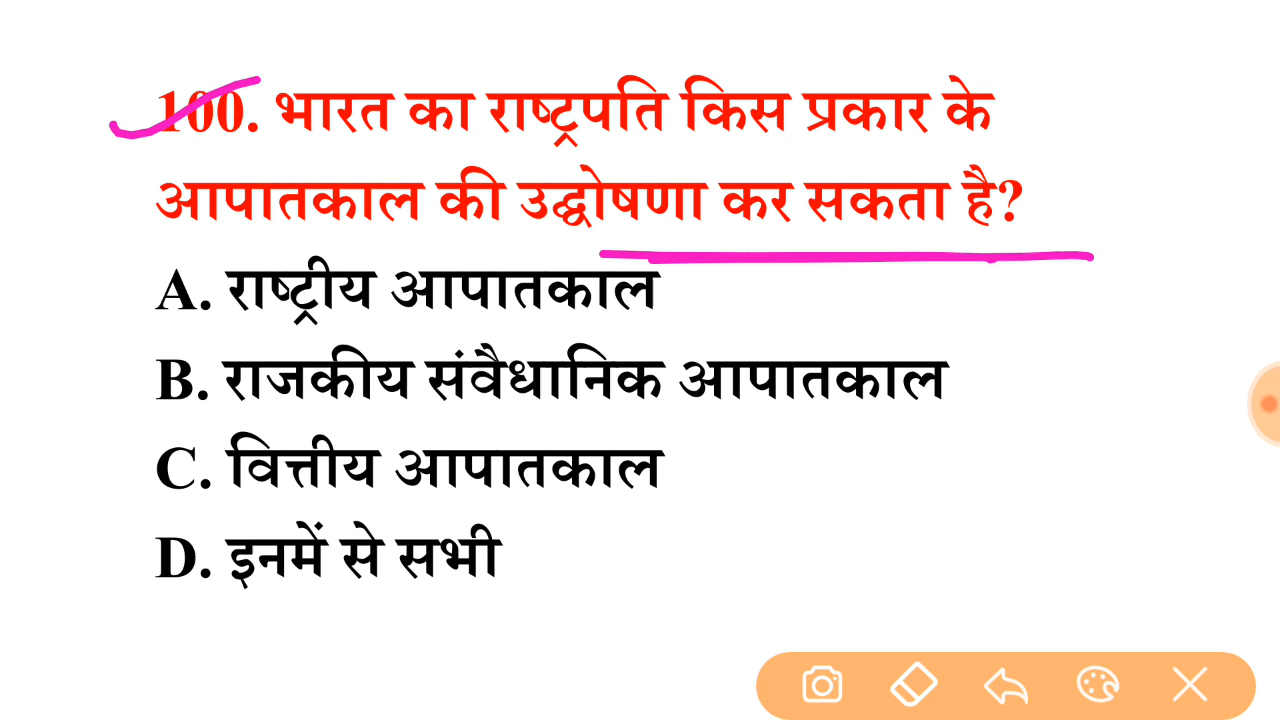 100. भारत का राष्ट्रपति किस प्रकार के
आपातकाल की उद्घोषणा कर सकता है?
A. राष्ट्रीय आपातकाल
B. राजकीय संवैधानिक आपातकाल
C. वित्तीय आपातकाल
D. इनमें से सभी